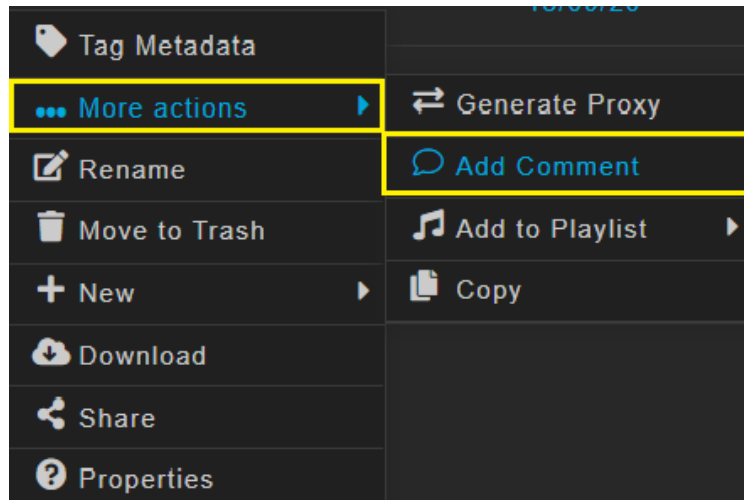 Tag Metadata
More actions
Rename
Move to Trash
New
Download
Share
Properties
Generate Proxy
Add Comment
Add to Playlist
Copy